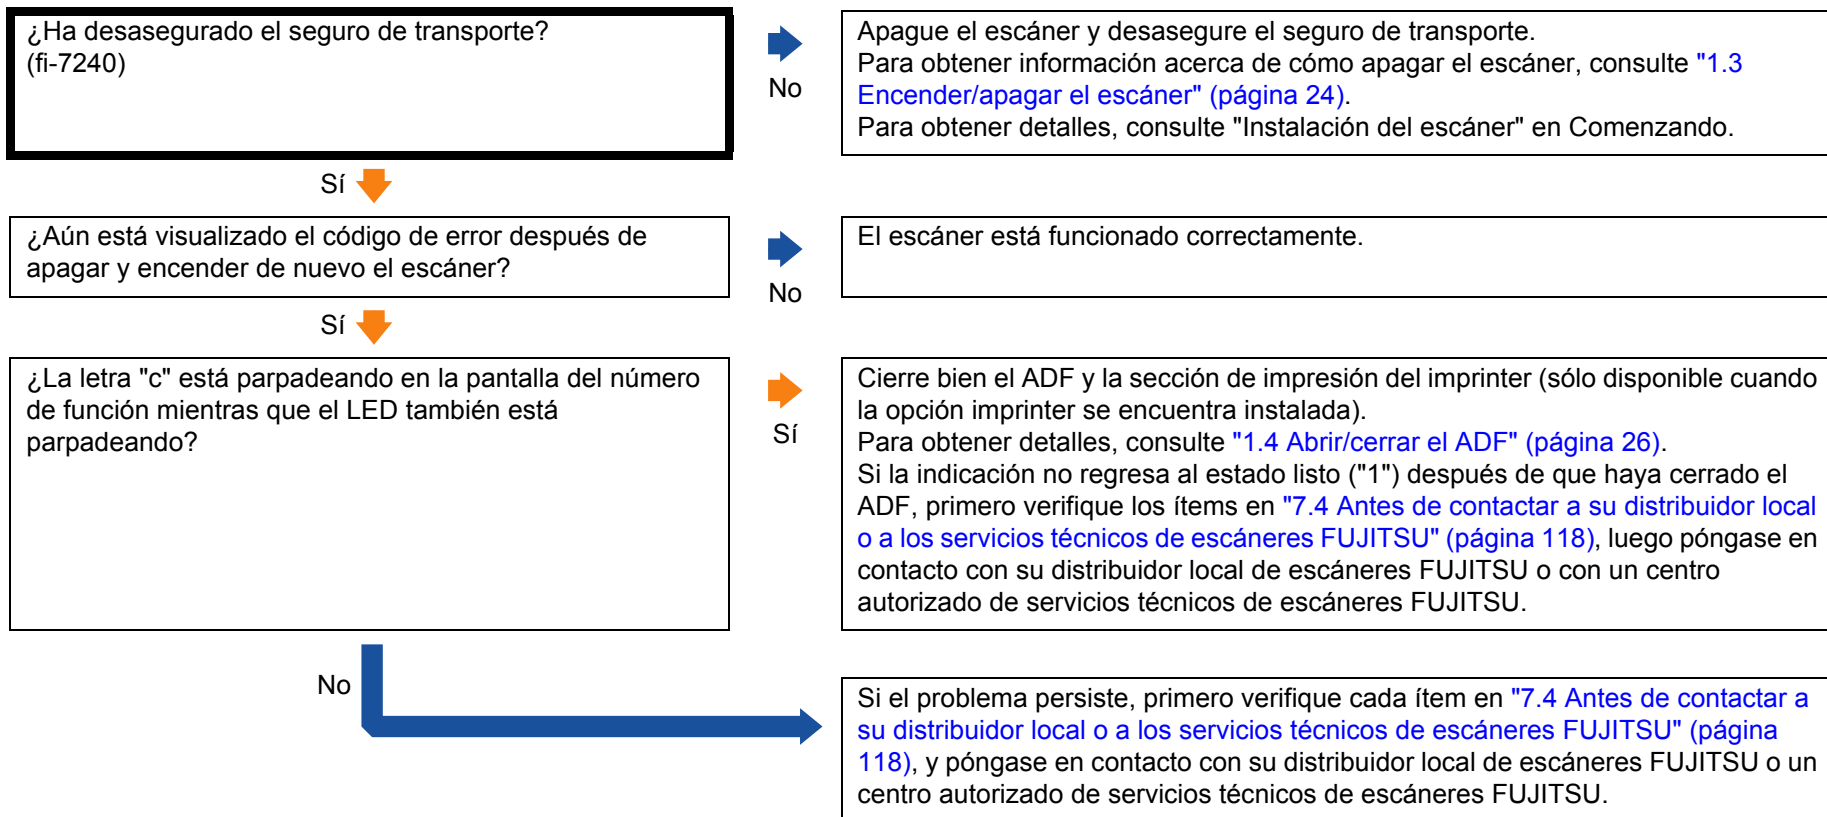 ¿Ha desasegurado el seguro de transporte?
(fi-7240)
No
Apague el escáner y desasegure el seguro de transporte.
Para obtener información acerca de cómo apagar el escáner, consulte "1.3
Encender/apagar el escáner" (página 24).
Para obtener detalles, consulte "Instalación del escáner" en Comenzando.
Sí
¿Aún está visualizado el código de error después de
apagar y encender de nuevo el escáner?
No
El escáner está funcionado correctamente.
Sí
¿La letra "c" está parpadeando en la pantalla del número
de función mientras que el LED también está
parpadeando?
Sí
Cierre bien el ADF y la sección de impresión del imprinter (sólo disponible cuando
la opción imprinter se encuentra instalada).
Para obtener detalles, consulte "1.4 Abrir/cerrar el ADF" (página 26).
Si la indicación no regresa al estado listo ("1") después de que haya cerrado el
ADF, primero verifique los ítems en "7.4 Antes de contactar a su distribuidor local
o a los servicios técnicos de escáneres FUJITSU" (página 118), luego póngase en
contacto con su distribuidor local de escáneres FUJITSU o con un centro
autorizado de servicios técnicos de escáneres FUJITSU.
No
Si el problema persiste, primero verifique cada ítem en "7.4 Antes de contactar a
su distribuidor local o a los servicios técnicos de escáneres FUJITSU" (página
118), y póngase en contacto con su distribuidor local de escáneres FUJITSU o un
centro autorizado de servicios técnicos de escáneres FUJITSU.